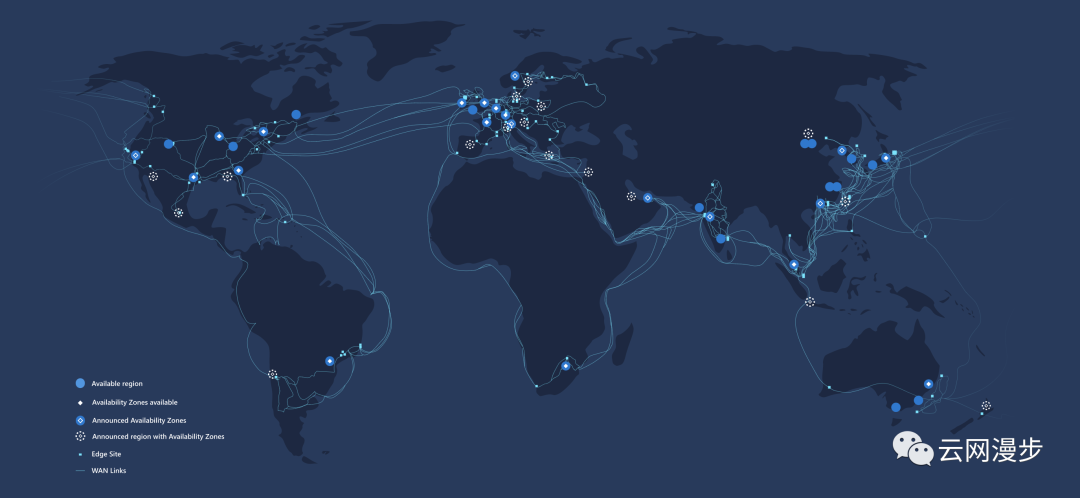 Available region
Availability Zones available
Announced Availability Zones
Announced region with Availability Zones
Edge Site
WAN Links
云网漫步